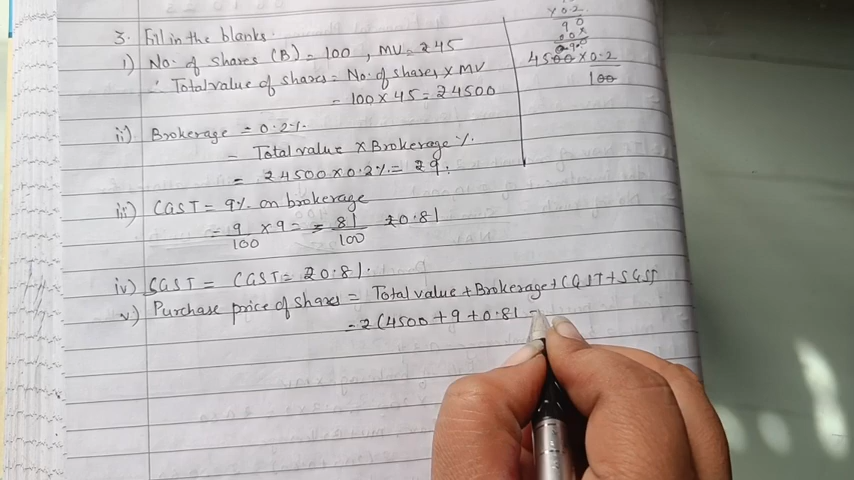 3. Fill in the blanks.
i) No. of shares (B) = 100, MV = ₹45
∴ Total value of shares = No. of shares × MV
= 100 × 45 = ₹4500
ii) Brokerage = 0.2%.
= Total value × Brokerage %.
= ₹4500 × 0.2% = ₹9.
iii) CGST = 9% on brokerage
= 9/100 × 9 = = 81/100 ₹0.81
iv) SGST = CGST = ₹0.81.
v) Purchase price of shares = Total value + Brokerage + CGST + SGST
= ₹(4500 + 9 + 0.81
× 0.2
90
00×
4500 × 0.2
100